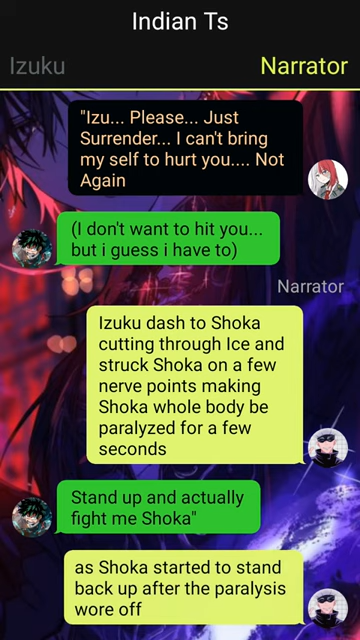 Indian Ts
Izuku
Narrator
"Izu... Please... Just
Surrender... I can't bring
my self to hurt you.... Not
Again
(I don't want to hit you...
but i guess i have to)
Narrator
Izuku dash to Shoka
cutting through Ice and
struck Shoka on a few
nerve points making
Shoka whole body be
paralyzed for a few
seconds
Stand up and actually
fight me Shoka"
as Shoka started to stand
back up after the paralysis
wore off